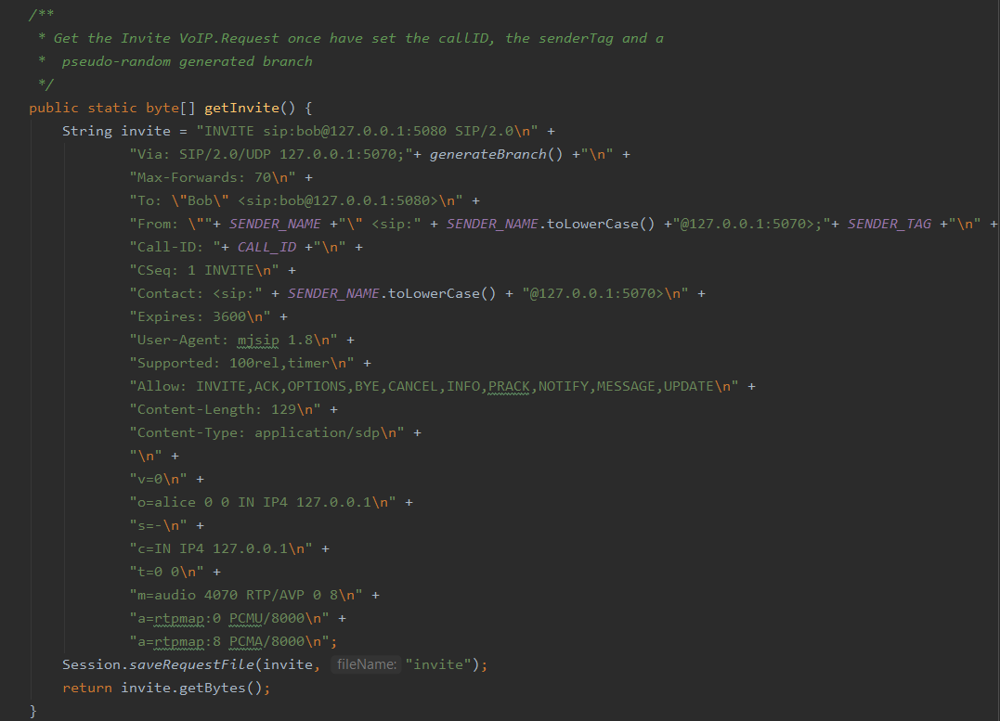 /**
 * Get the Invite VoIP.Request once have set the callID, the senderTag and a
 *  pseudo-random generated branch
 */
public static byte[] getInvite() {
    String invite = "INVITE sip:bob@127.0.0.1:5080 SIP/2.0\n" +
            "Via: SIP/2.0/UDP 127.0.0.1:5070;"+ generateBranch() +"\n" +
            "Max-Forwards: 70\n" +
            "To: \"Bob\" <sip:bob@127.0.0.1:5080>\n" +
            "From: \""+ SENDER_NAME +"\" <sip:" + SENDER_NAME.toLowerCase() +"@127.0.0.1:5070>;"+ SENDER_TAG +"\n" +
            "Call-ID: "+ CALL_ID +"\n" +
            "CSeq: 1 INVITE\n" +
            "Contact: <sip:" + SENDER_NAME.toLowerCase() + "@127.0.0.1:5070>\n" +
            "Expires: 3600\n" +
            "User-Agent: mjsip 1.8\n" +
            "Supported: 100rel,timer\n" +
            "Allow: INVITE,ACK,OPTIONS,BYE,CANCEL,INFO,PRACK,NOTIFY,MESSAGE,UPDATE\n" +
            "Content-Length: 129\n" +
            "Content-Type: application/sdp\n" +
            "\n" +
            "v=0\n" +
            "o=alice 0 0 IN IP4 127.0.0.1\n" +
            "s=-\n" +
            "c=IN IP4 127.0.0.1\n" +
            "t=0 0\n" +
            "m=audio 4070 RTP/AVP 0 8\n" +
            "a=rtpmap:0 PCMU/8000\n" +
            "a=rtpmap:8 PCMA/8000\n";
    Session.saveRequestFile(invite, fileName: "invite");
    return invite.getBytes();
}